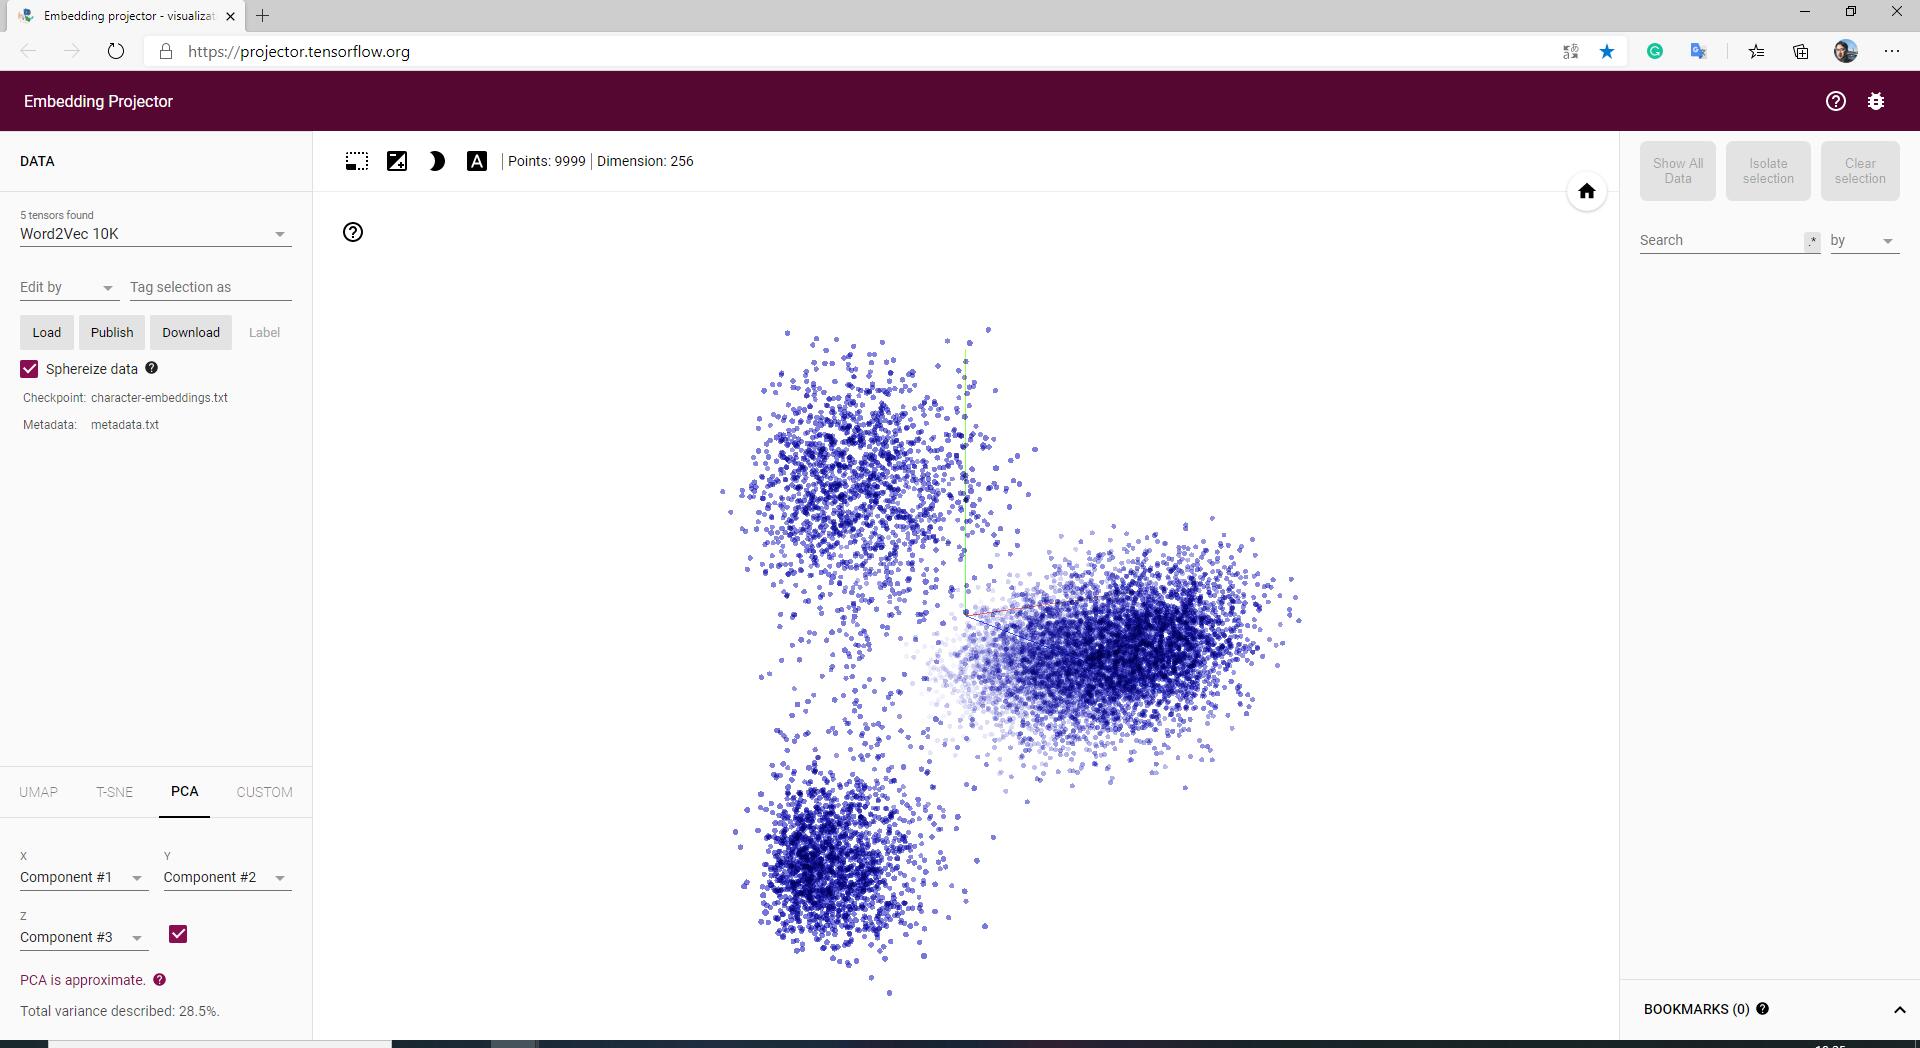 Embedding projector - visualizat
https://projector.tensorflow.org
Embedding Projector
DATA
5 tensors found
Word2Vec 10K
Edit by
Tag selection as
Load
Publish
Download
Label
Sphereize data
Checkpoint: character-embeddings.txt
Metadata: metadata.txt
UMAP
T-SNE
PCA
CUSTOM
X
Y
Component #1
Component #2
Z
Component #3
PCA is approximate.
Total variance described: 28.5%.
A
Points: 9999
Dimension: 256
Show All
Data
Isolate
selection
Clear
selection
Search
.*
by
BOOKMARKS (0)